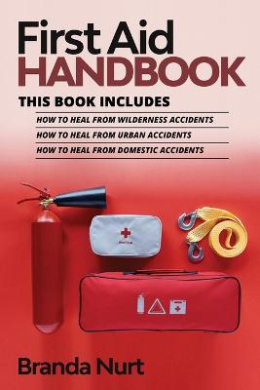 First Aid
HANDBOOK
THIS BOOK INCLUDES
HOW TO HEAL FROM WILDERNESS ACCIDENTS
HOW TO HEAL FROM URBAN ACCIDENTS
HOW TO HEAL FROM DOMESTIC ACCIDENTS
Branda Nurt